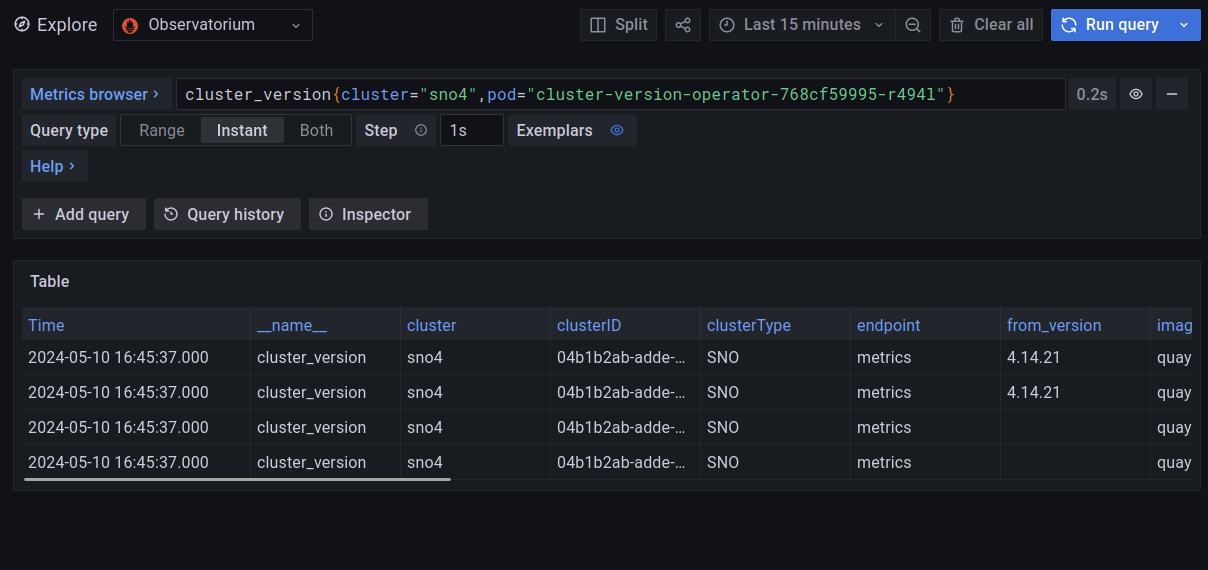 Explore Observatorium Split Last 15 minutes Clear all Run query
Metrics browser > cluster_version{cluster="sno4",pod="cluster-version-operator-768cf59995-r494l"} 0.2s
Query type Range Instant Both Step 1s Exemplars
Help >
+ Add query Query history Inspector
Table
Time __name__ cluster clusterID clusterType endpoint from_version imag
2024-05-10 16:45:37.000 cluster_version sno4 04b1b2ab-adde-... SNO metrics 4.14.21 quay
2024-05-10 16:45:37.000 cluster_version sno4 04b1b2ab-adde-... SNO metrics 4.14.21 quay
2024-05-10 16:45:37.000 cluster_version sno4 04b1b2ab-adde-... SNO metrics quay
2024-05-10 16:45:37.000 cluster_version sno4 04b1b2ab-adde-... SNO metrics quay